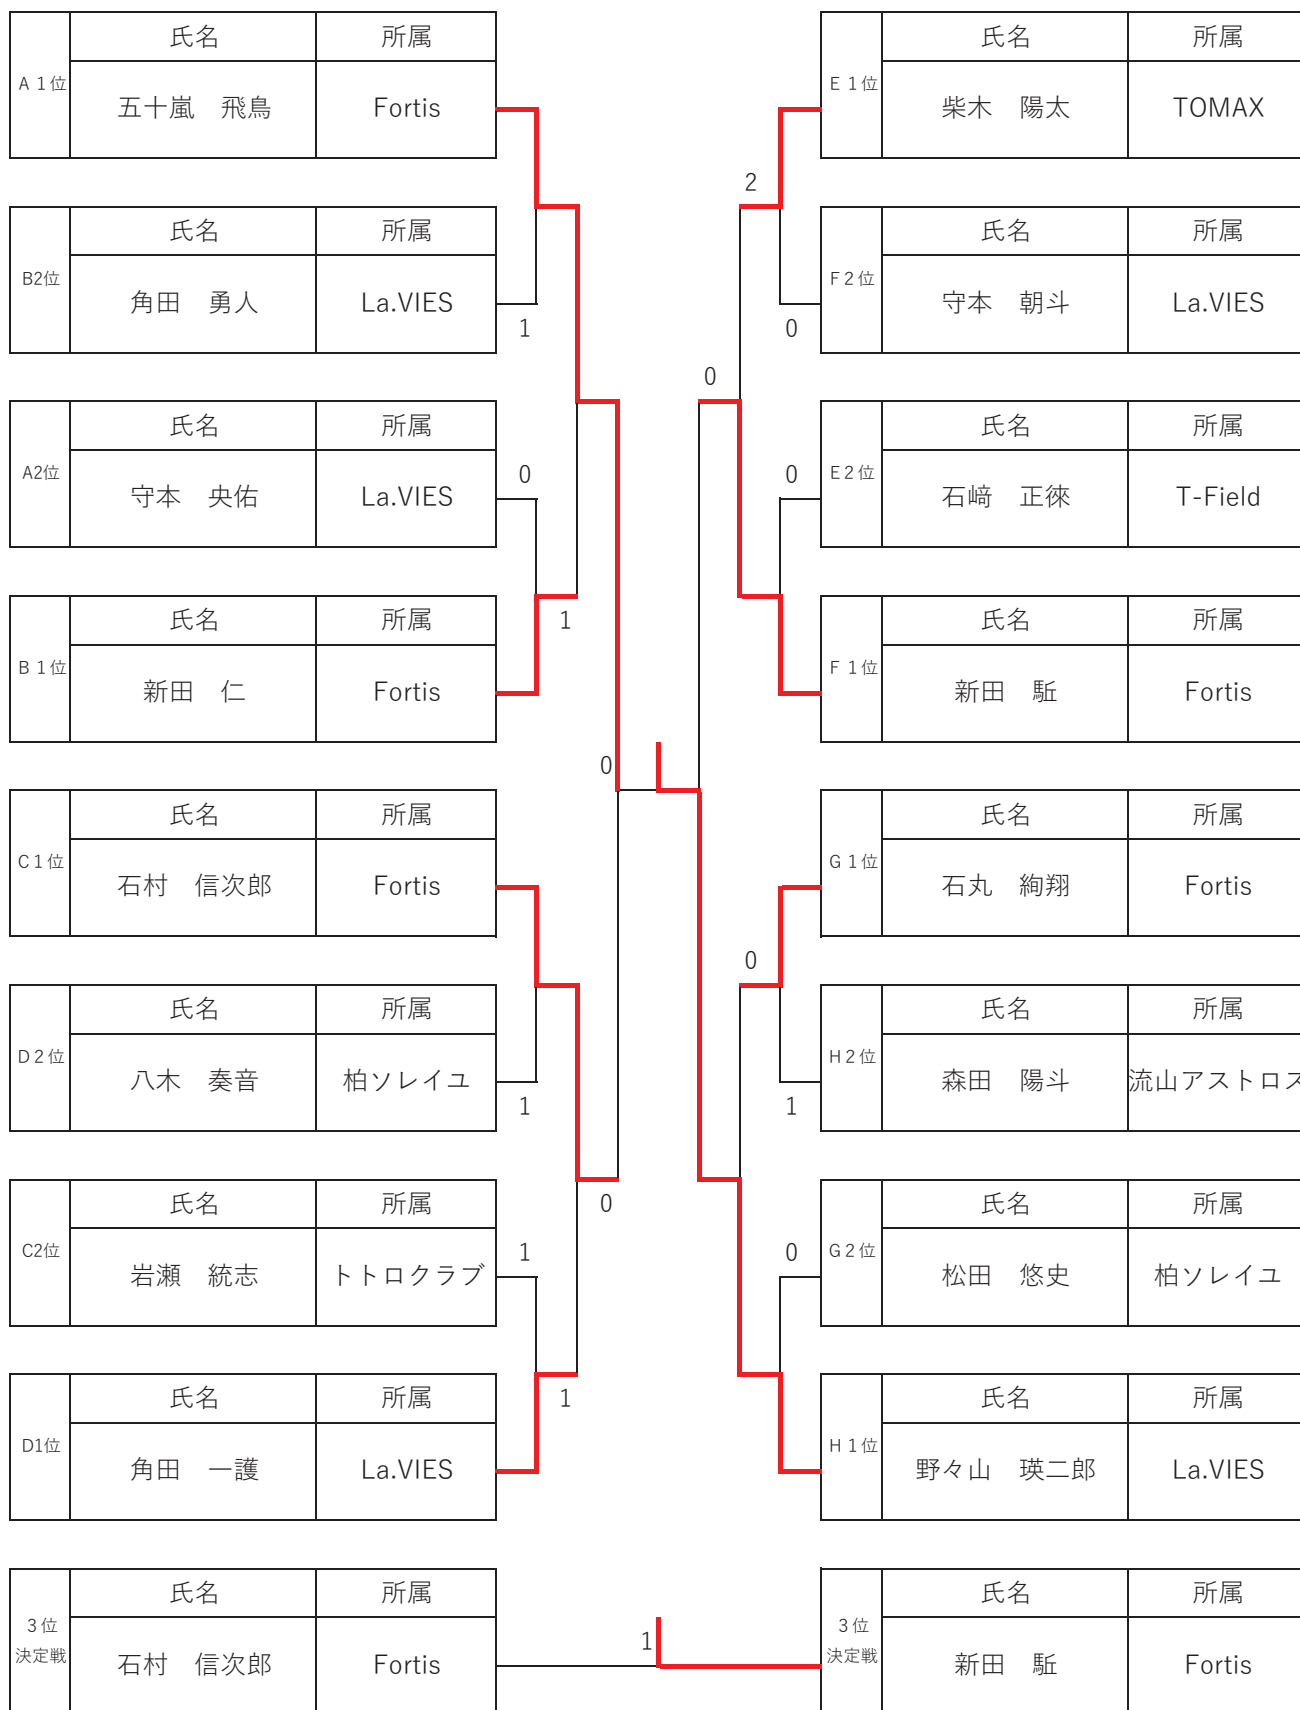 氏名 所属
A 1位 五十嵐 飛鳥 Fortis
氏名 所属
B2位 角田 勇人 La.VIES
1
氏名 所属
A2位 守本 央佑 La.VIES
0
氏名 所属
B 1位 新田 仁 Fortis
1
0
氏名 所属
C 1位 石村 信次郎 Fortis
氏名 所属
D 2位 八木 奏音 柏ソレイユ
1
氏名 所属
C2位 岩瀬 統志 トトロクラブ
0
1
氏名 所属
D1位 角田 一護 La.VIES
1
氏名 所属
E 1位 柴木 陽太 TOMAX
2
氏名 所属
F 2位 守本 朝斗 La.VIES
0
0
氏名 所属
E 2位 石﨑 正徠 T-Field
0
氏名 所属
F 1位 新田 駈 Fortis
氏名 所属
G 1位 石丸 絢翔 Fortis
0
氏名 所属
H 2位 森田 陽斗 流山アストロス
1
氏名 所属
G 2位 松田 悠史 柏ソレイユ
0
氏名 所属
H 1位 野々山 瑛二郎 La.VIES
氏名 所属
3位
決定戦
石村 信次郎 Fortis
1
氏名 所属
3位
決定戦
新田 駈 Fortis